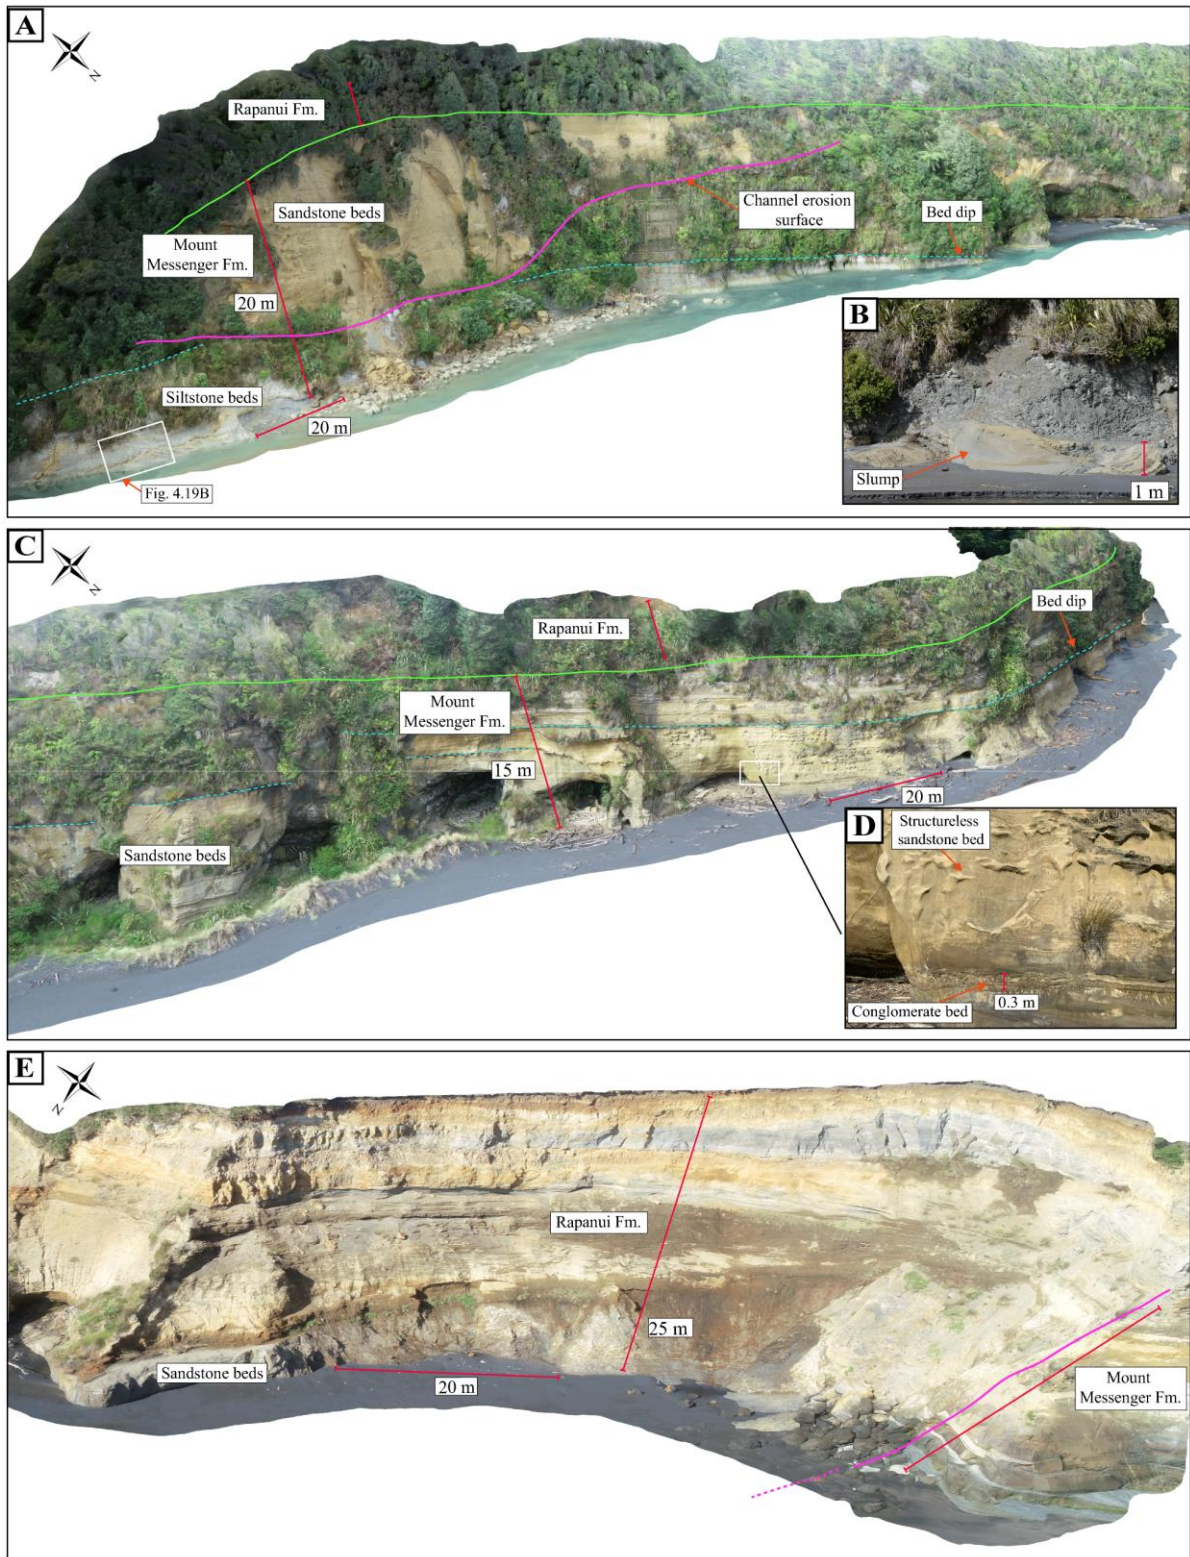 A
N
Rapanui Fm.
Sandstone beds
Mount
Messenger Fm.
20 m
Channel erosion
surface
Bed dip
Siltstone beds
20 m
Fig. 4.19B
B
Slump
1 m
C
N
Rapanui Fm.
Bed dip
Mount
Messenger Fm.
15 m
20 m
Sandstone beds
D
Structureless
sandstone bed
0.3 m
Conglomerate bed
E
N
Rapanui Fm.
25 m
Sandstone beds
20 m
Mount
Messenger Fm.